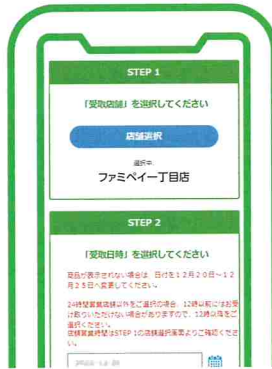 STEP 1
「受取店舗」を選択してください
店舗選択
選択中
ファミペイ一丁目店
STEP 2
「受取日時」を選択してください
商品が表示されない場合は、日付を12月20日~12
月25日へ変更してください。
24時間営業店舗以外をご選択の場合、12時以前にはお受
け取りいただけない場合がありますので、12時以降をご
選択ください。
店舗営業時間はSTEP 1の店舗選択画面よりご確認くださ
い。